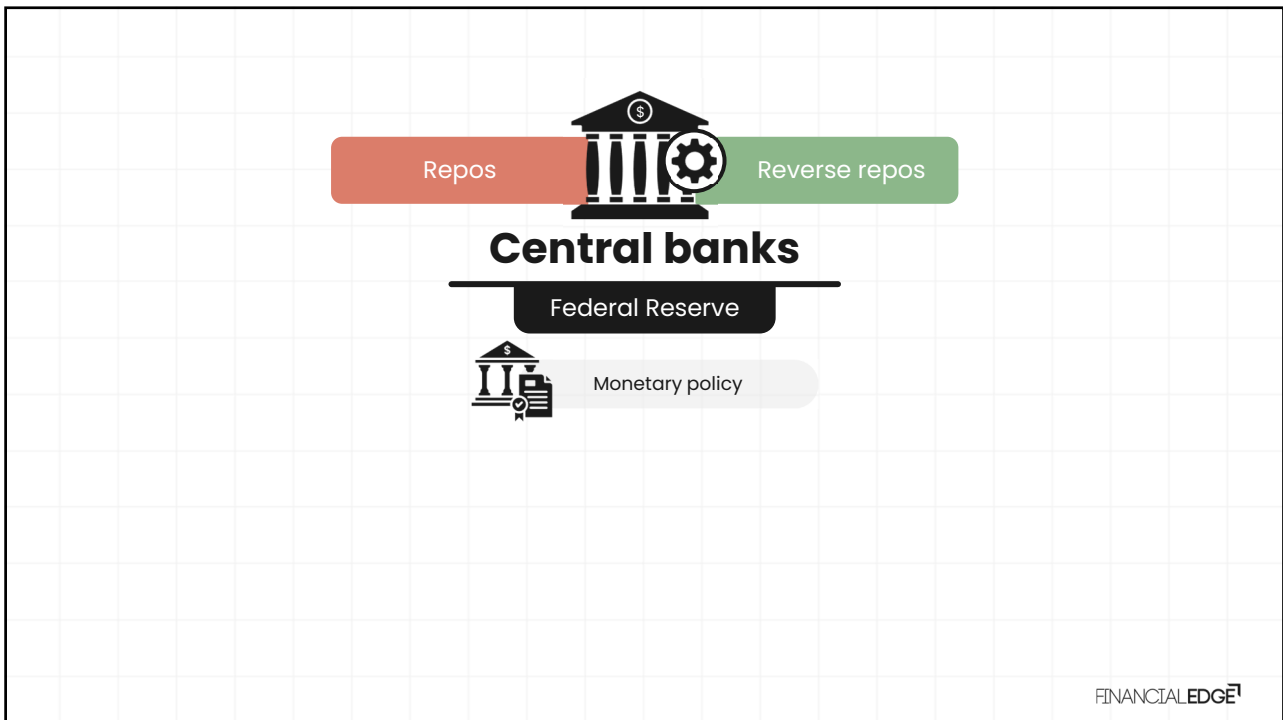 $
Repos
Reverse repos
Central banks
Federal Reserve
$
Monetary policy
FINANCIALEDGE